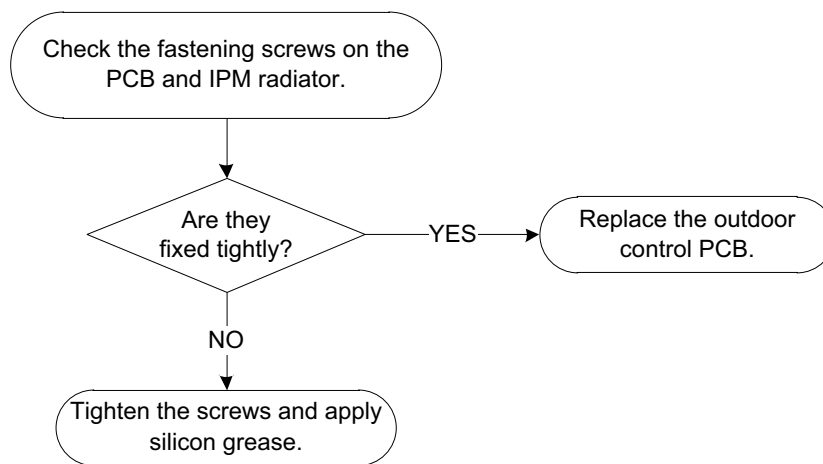 Check the fastening screws on the
PCB and IPM radiator.
Are they
fixed tightly?
YES
Replace the outdoor
control PCB.
NO
Tighten the screws and apply
silicon grease.